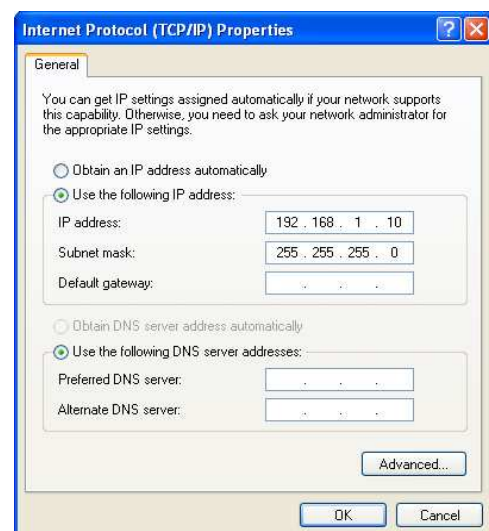 Internet Protocol (TCP/IP) Properties
General
You can get IP settings assigned automatically if your network supports
this capability. Otherwise, you need to ask your network administrator for
the appropriate IP settings.
Obtain an IP address automatically
Use the following IP address:
IP address: 192 . 168 . 1 . 10
Subnet mask: 255 . 255 . 255 . 0
Default gateway: . . .
Obtain DNS server address automatically
Use the following DNS server addresses:
Preferred DNS server: . . .
Alternate DNS server: . . .
Advanced...
OK Cancel